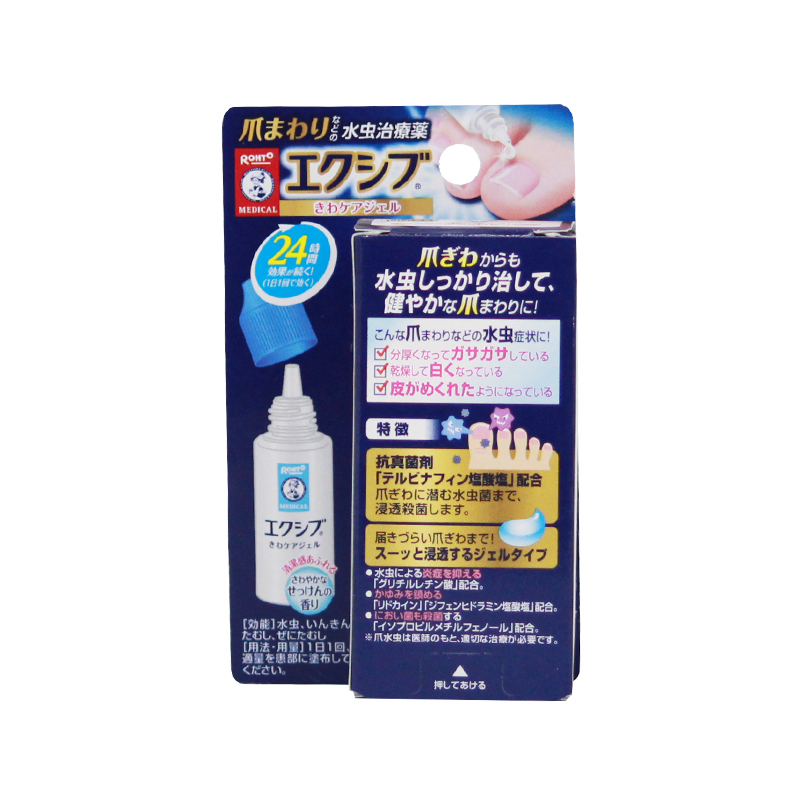 爪まわりなどの水虫治療薬
ROHTO
MEDICAL
エクシブ®
きわケアジェル
24時間
効果が続く!
(1日1回で効く)
爪ぎわからも
水虫しっかり治して、
健やかな爪まわりに!
こんな爪まわりなどの水虫症状に!
分厚くなってガサガサしている
乾燥して白くなっている
皮がめくれたようになっている
特徴
抗真菌剤
「テルビナフィン塩酸塩」配合
爪ぎわに潜む水虫菌まで、
浸透殺菌します。
届きづらい爪ぎわまで!
スーッと浸透するジェルタイプ
●水虫による炎症を抑える
「グリチルレチン酸」配合。
●かゆみを鎮める
「リドカイン」「ジフェンヒドラミン塩酸塩」配合。
●におい菌も殺菌する
「イソプロピルメチルフェノール」配合。
※爪水虫は医師のもと、適切な治療が必要です。
押してあける
ROHTO
MEDICAL
エクシブ®
きわケアジェル
清潔感あふれる
さわやかな
せっけんの
香り
[効能]水虫、いんきん
たむし、ぜにたむし
[用法・用量]1日1回、
適量を患部に塗布して
ください。